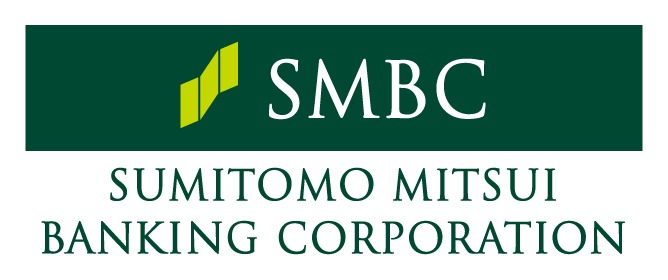 SMBC
SUMITOMO MITSUI
BANKING CORPORATION